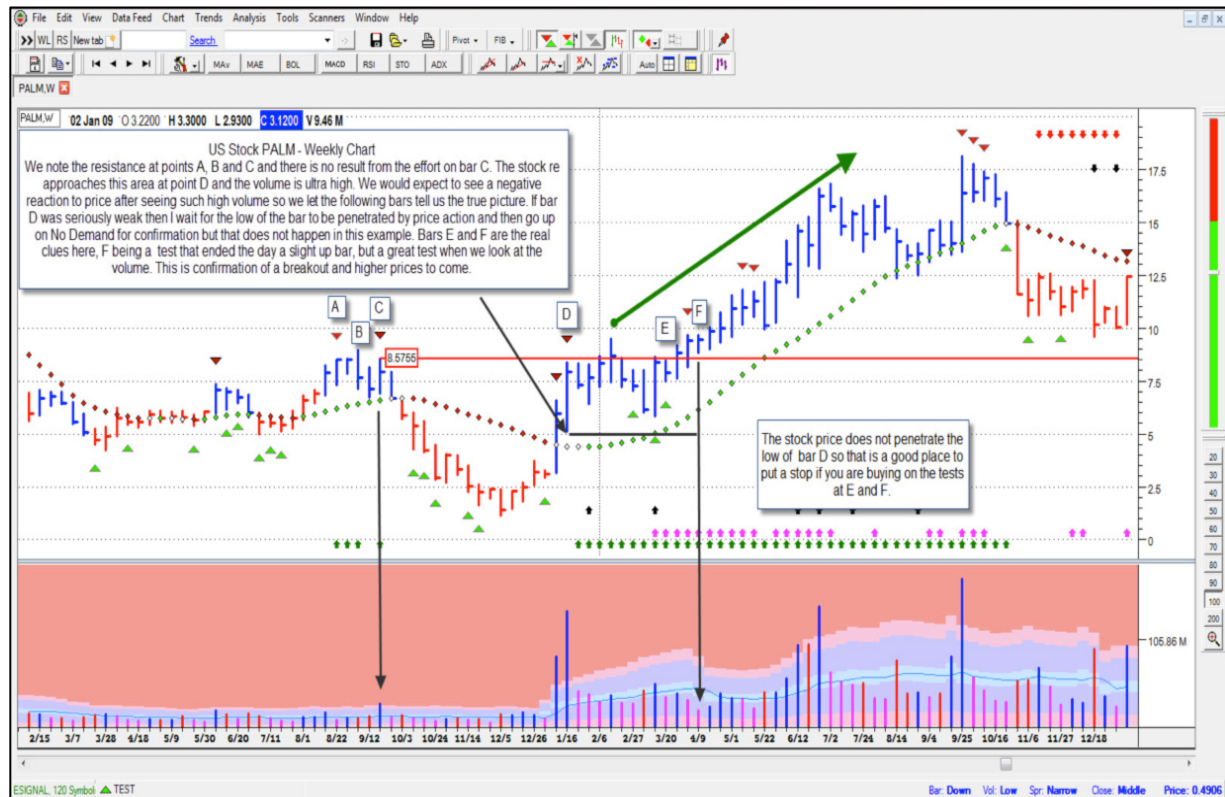 File Edit View Data Feed Chart Trends Analysis Tools Scanners Window Help
WL RS New tab Search Pivot FIB
MAv MAE BOL MACD RSI STO ADX Auto
PALM,W
PALM,W 02 Jan 09 O 3.2200 H 3.3000 L 2.9300 C 3.1200 V 9.46 M
US Stock PALM - Weekly Chart
We note the resistance at points A, B and C and there is no result from the effort on bar C. The stock re
approaches this area at point D and the volume is ultra high. We would expect to see a negative
reaction to price after seeing such high volume so we let the following bars tell us the true picture. If bar
D was seriously weak then I wait for the low of the bar to be penetrated by price action and then go up
on No Demand for confirmation but that does not happen in this example. Bars E and F are the real
clues here, F being a test that ended the day a slight up bar, but a great test when we look at the
volume. This is confirmation of a breakout and higher prices to come.
A
B
C
D
E
F
8.5755
The stock price does not penetrate the
low of bar D so that is a good place to
put a stop if you are buying on the tests
at E and F.
17.5
15
12.5
10
7.5
5
2.5
0
105.86 M
20
30
40
50
60
70
80
90
100
200
2/15 3/7 3/28 4/18 5/9 5/30 6/20 7/11 8/1 8/22 9/12 10/3 10/24 11/14 12/5 12/26 1/16 2/6 2/27 3/18 4/9 5/1 5/22 6/12 7/2 7/24 8/14 9/4 9/25 10/16 11/6 11/27 12/18
ESIGNAL, 120 Symbol TEST
Bar: Down Vol: Low Spr: Narrow Close: Middle Price: 0.4906